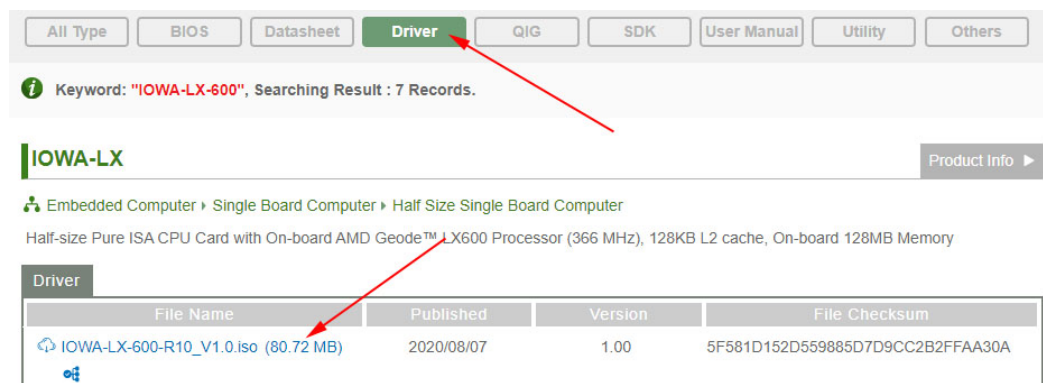 All Type BIOS Datasheet Driver QIG SDK User Manual Utility Others
Keyword: "IOWA-LX-600", Searching Result : 7 Records.
IOWA-LX
Product Info
Embedded Computer Single Board Computer Half Size Single Board Computer
Half-size Pure ISA CPU Card with On-board AMD Geode™ LX600 Processor (366 MHz), 128KB L2 cache, On-board 128MB Memory
Driver
File Name Published Version File Checksum
IOWA-LX-600-R10_V1.0.iso (80.72 MB) 2020/08/07 1.00 5F581D152D559885D7D9CC2B2FFAA30A